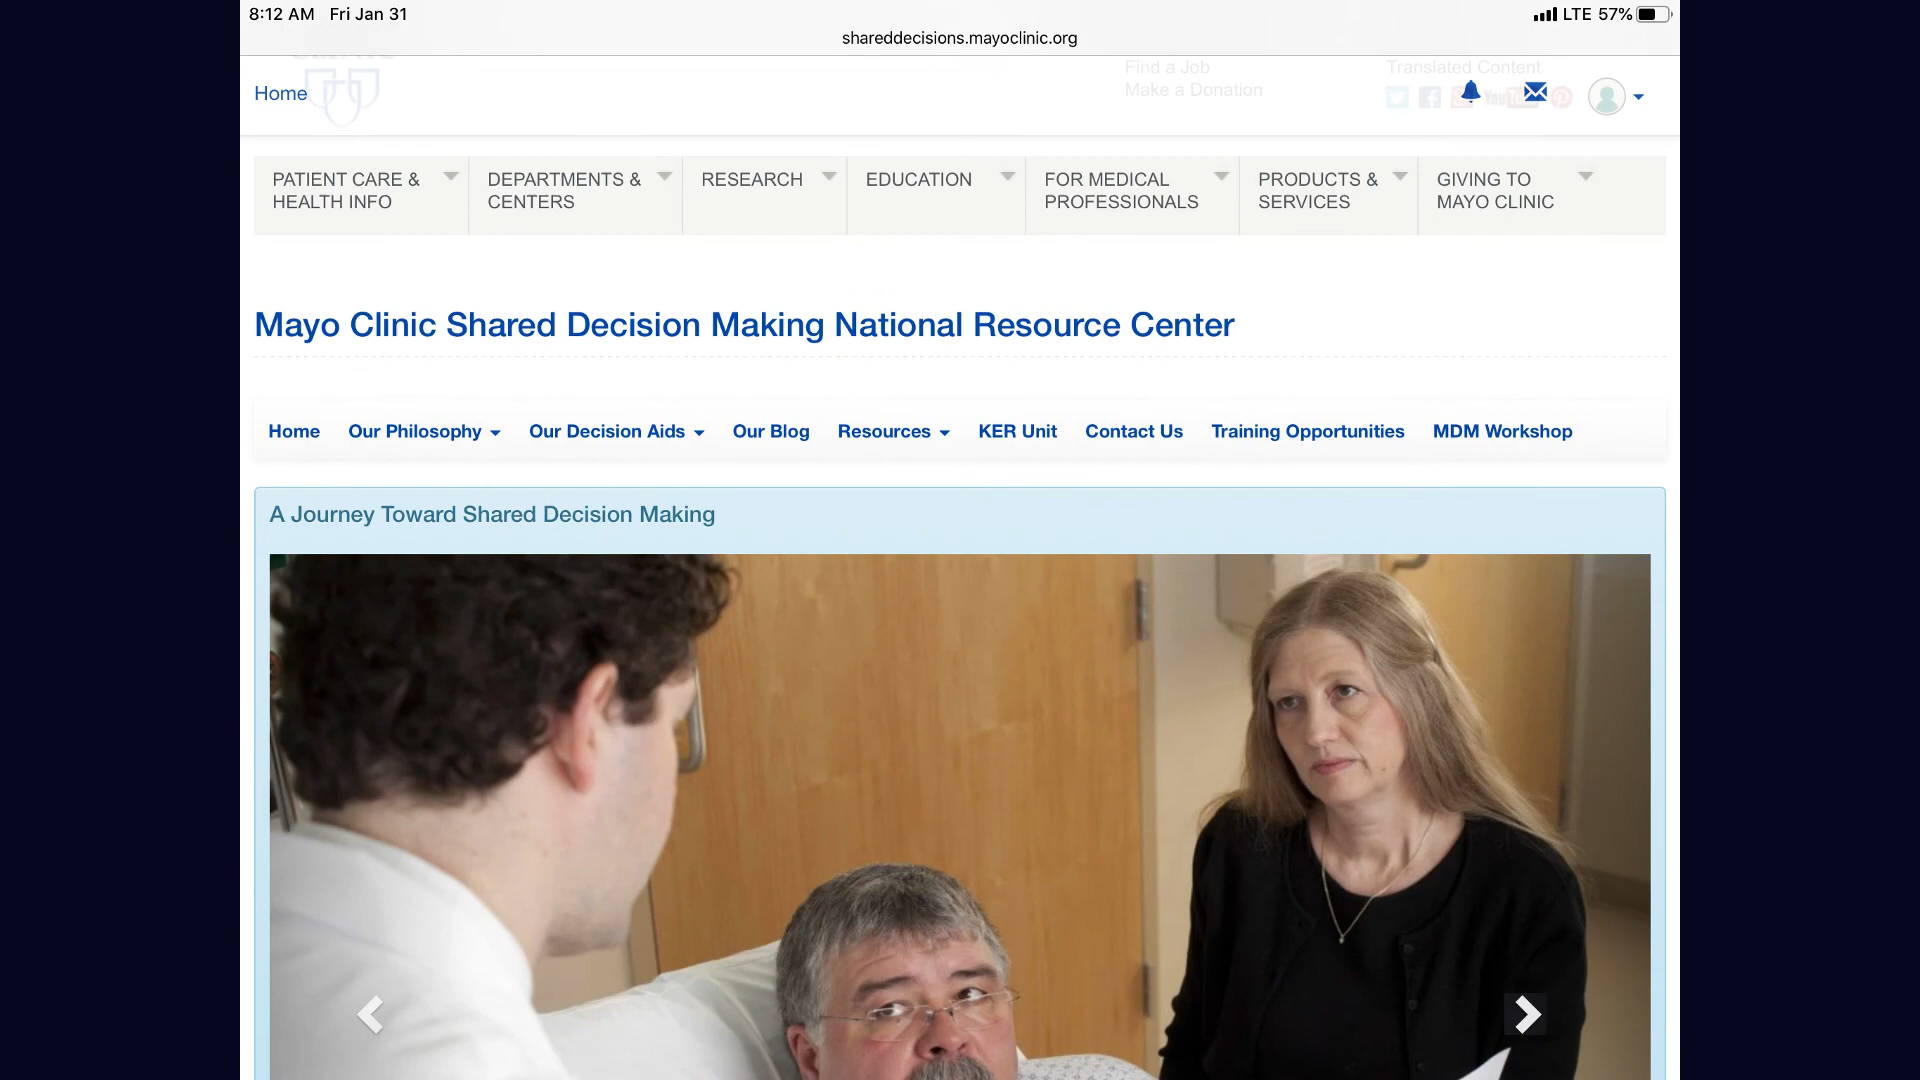 8:12 AM Fri Jan 31
LTE 57%
shareddecisions.mayoclinic.org
Find a Job
Translated Content
Home
Make a Donation
PATIENT CARE &
HEALTH INFO
DEPARTMENTS &
CENTERS
RESEARCH
EDUCATION
FOR MEDICAL
PROFESSIONALS
PRODUCTS &
SERVICES
GIVING TO
MAYO CLINIC
Mayo Clinic Shared Decision Making National Resource Center
Home Our Philosophy Our Decision Aids Our Blog Resources KER Unit Contact Us Training Opportunities MDM Workshop
A Journey Toward Shared Decision Making